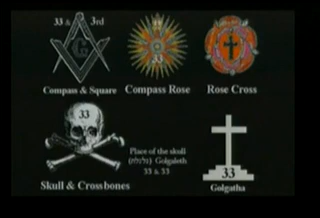 33 & 3rd
G
33
Compass & Square
Compass Rose
Rose Cross
33
Place of the skull
Golgaleth
33 & 33
33
Skull & Crossbones
Golgatha